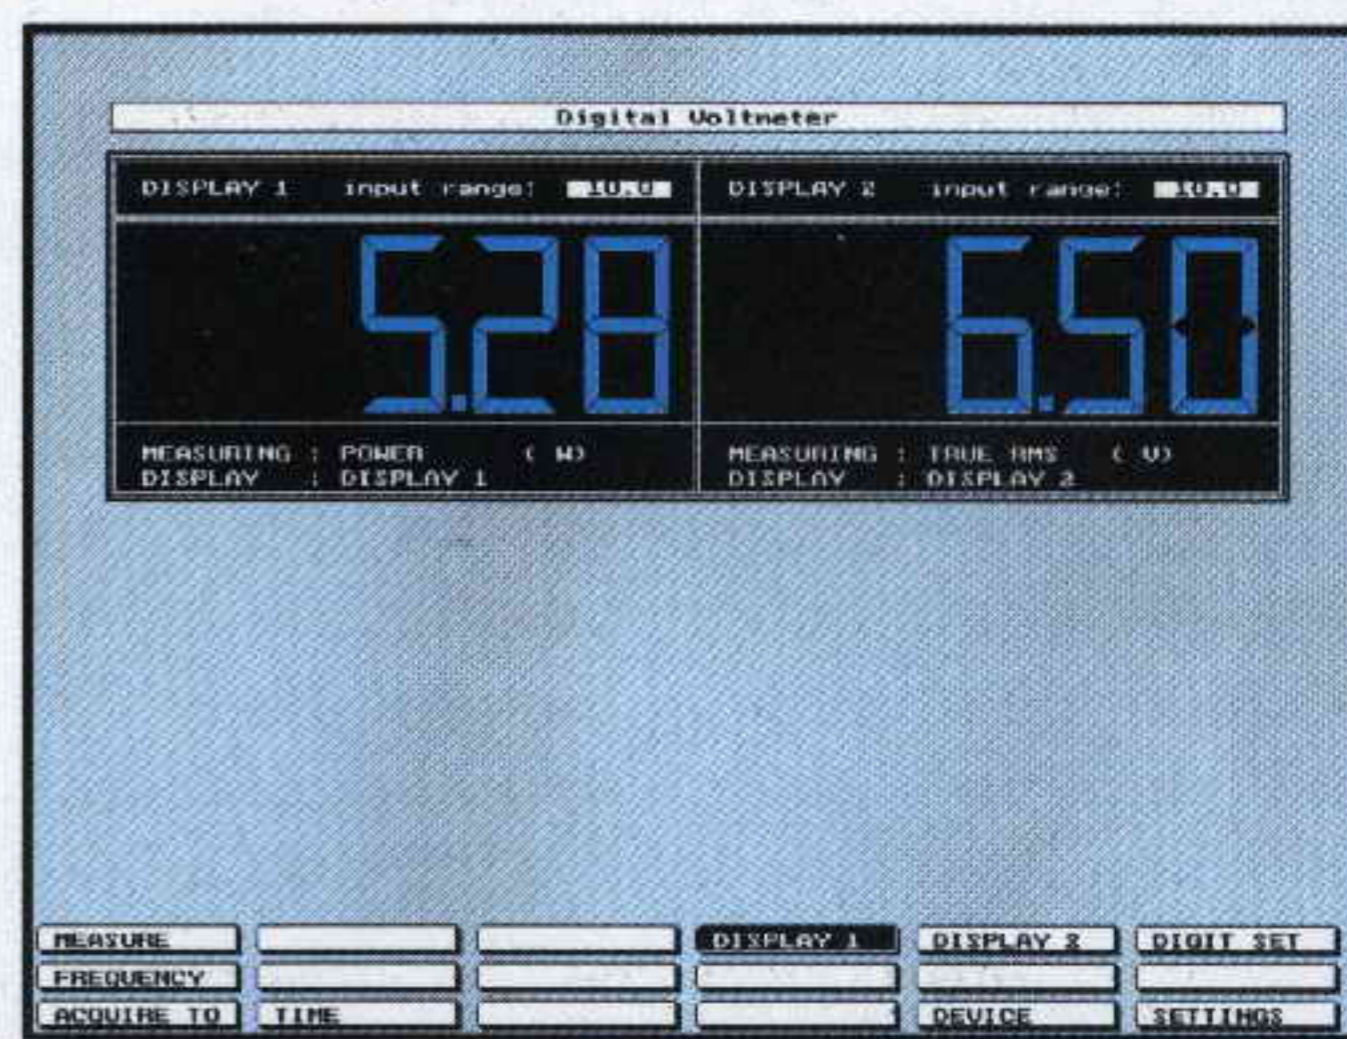 Digital Voltmeter
DISPLAY 1 input range: 10.0
DISPLAY 2 input range: 10.0
5.28
6.50
MEASURING : POWER ( W)
DISPLAY : DISPLAY 1
MEASURING : TRUE RMS ( V)
DISPLAY : DISPLAY 2
MEASURE DISPLAY 1 DISPLAY 2 DIGIT SET
FREQUENCY
ACQUIRE TO TIME DEVICE SETTINGS